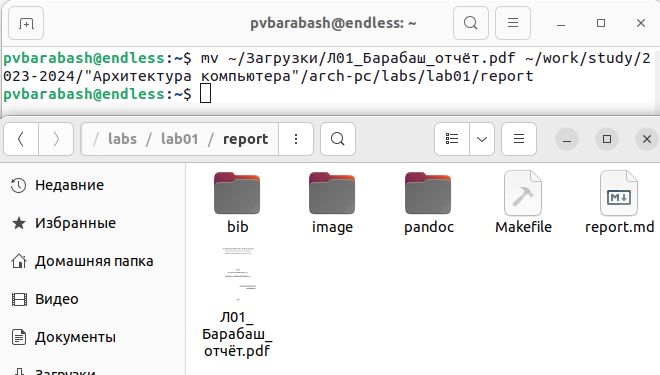 pvbarabash@endless: ~
pvbarabash@endless:~$ mv ~/Загрузки/Л01_Барабаш_отчёт.pdf ~/work/study/2
023-2024/"Архитектура компьютера"/arch-pc/labs/lab01/report
pvbarabash@endless:~$
/ labs / lab01 / report
Недавние
Избранные
Домашняя папка
Видео
Документы
Загрузки
bib
image
pandoc
Makefile
report.md
Л01_
Барабаш_
отчёт.pdf